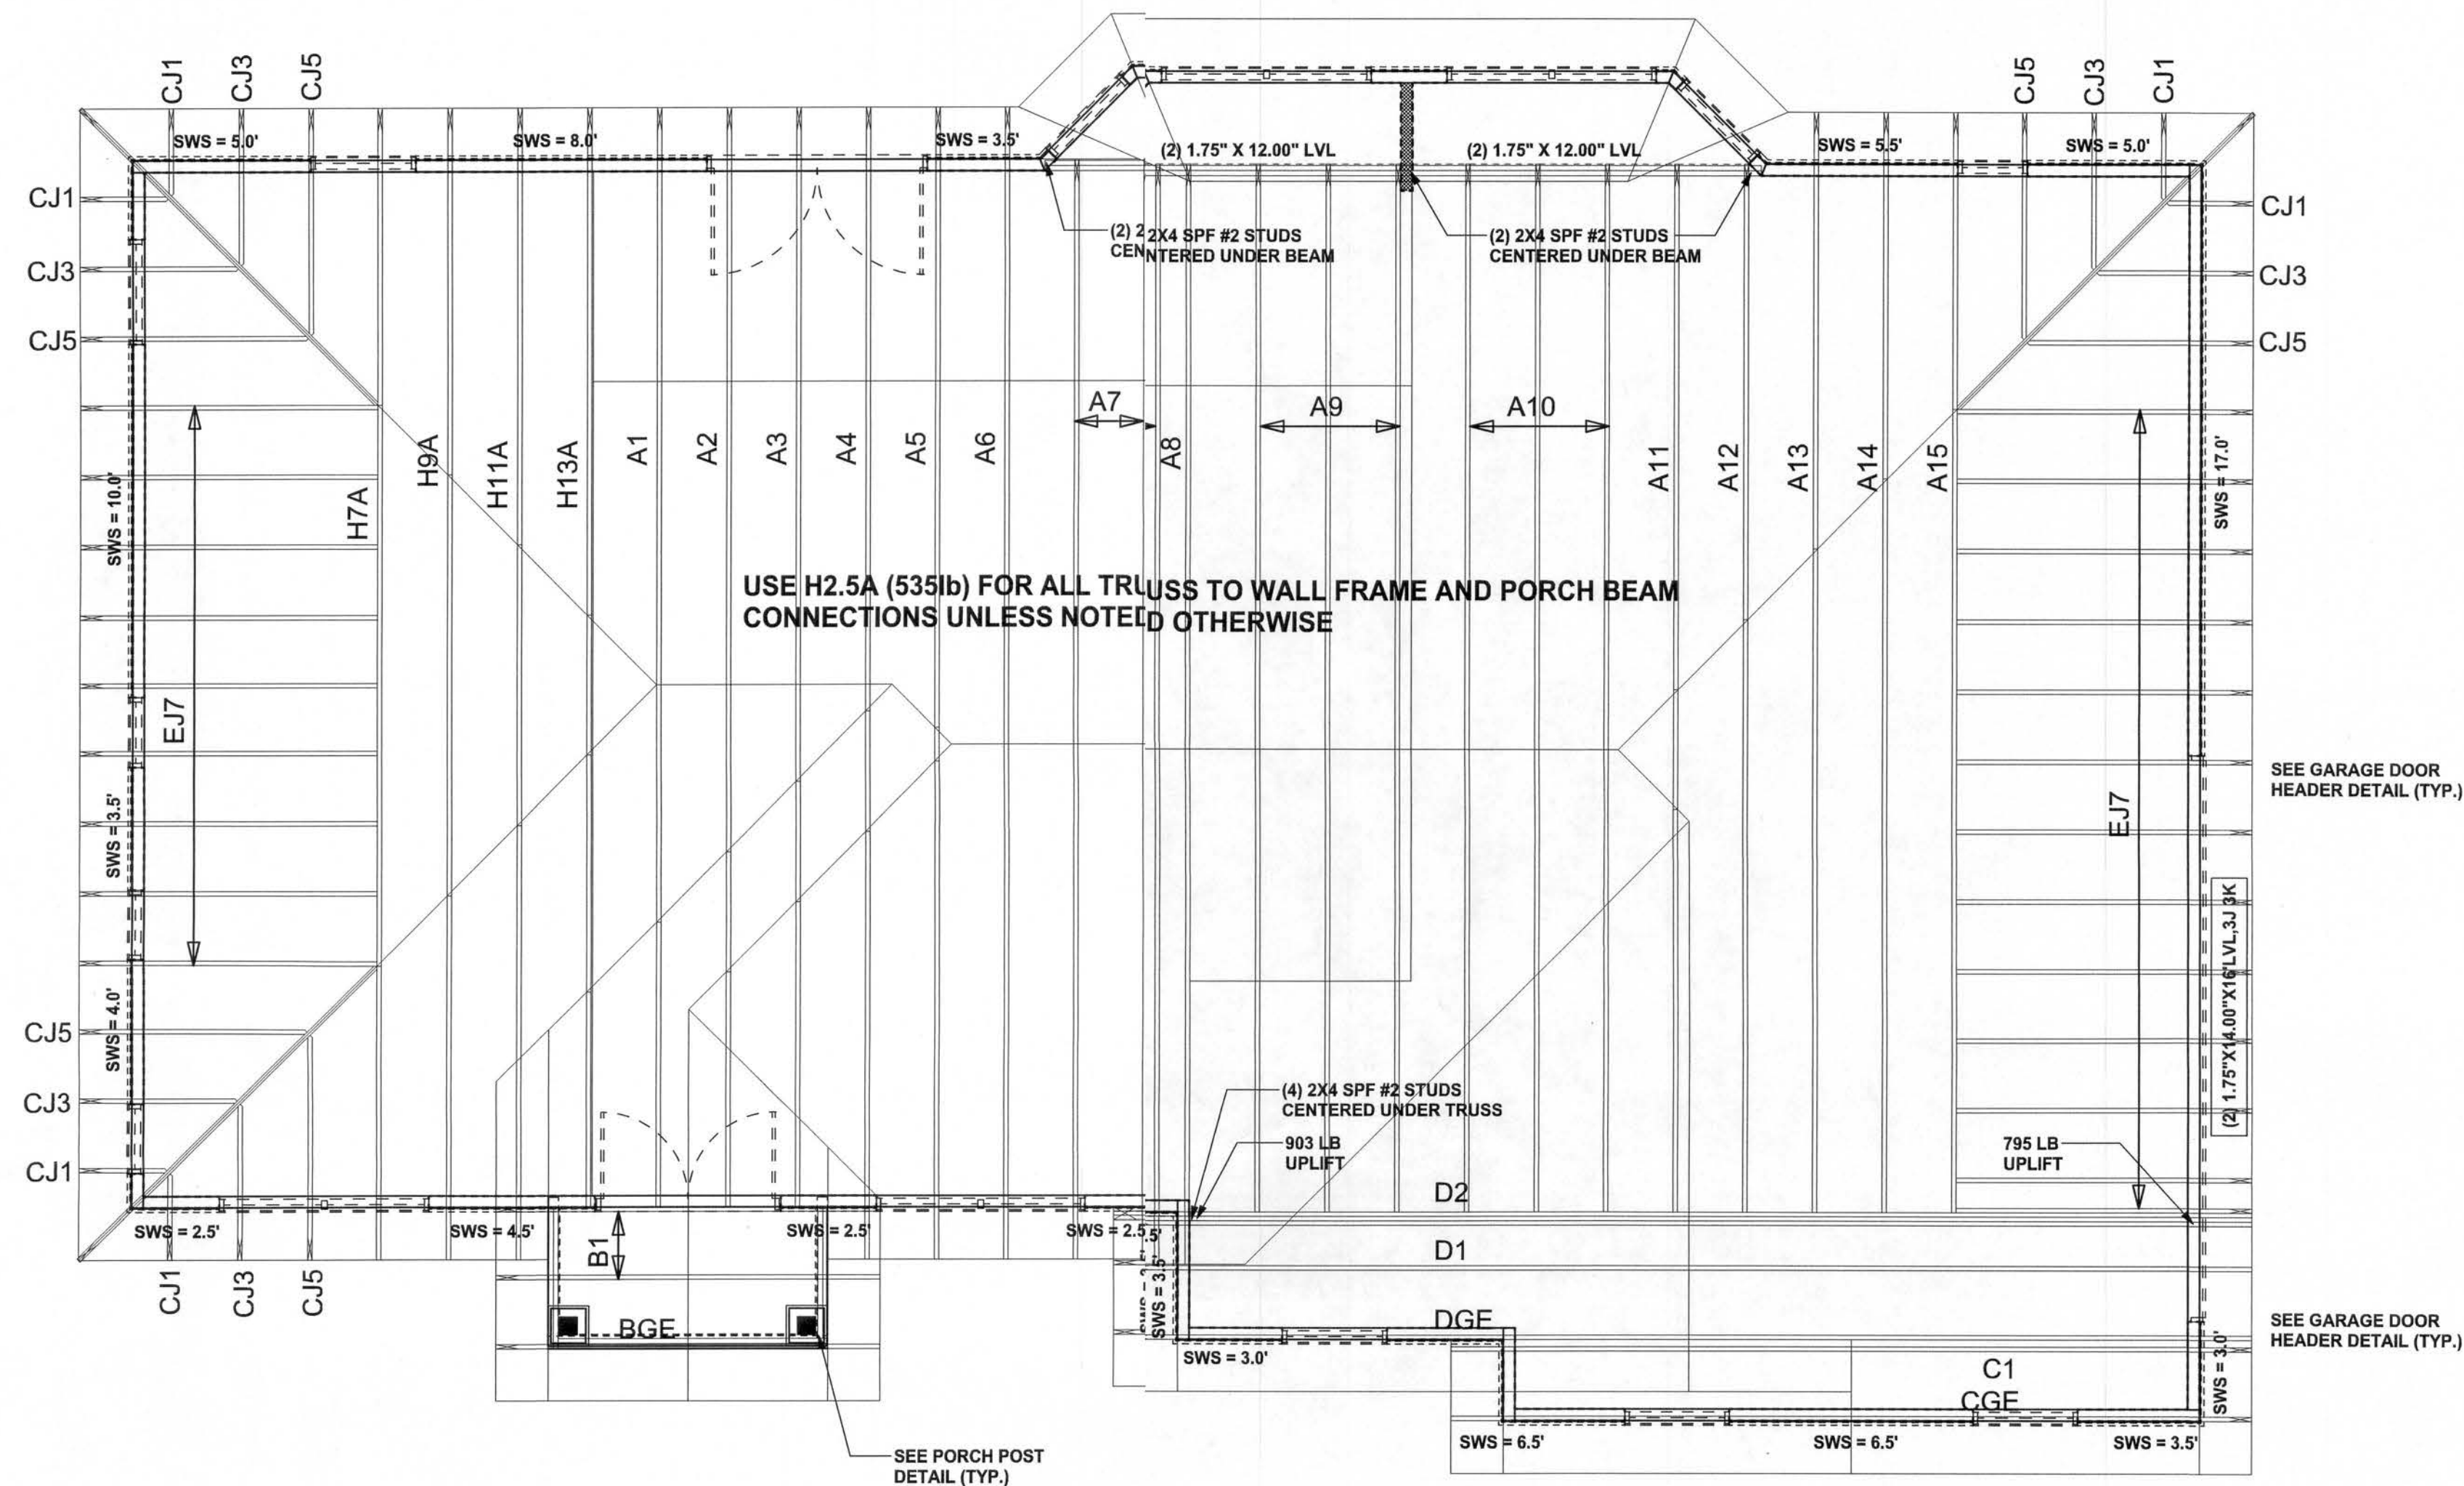 CJ1
CJ3
CJ5
CJ5
CJ3
CJ1
SWS = 5.0'
SWS = 8.0'
SWS = 3.5'
(2) 1.75" X 12.00" LVL
(2) 1.75" X 12.00" LVL
SWS = 5.5'
SWS = 5.0'
CJ1
CJ3
CJ5
CJ1
CJ3
CJ5
(2) 2 2X4 SPF #2 STUDS
CEN NTERED UNDER BEAM
(2) 2X4 SPF #2 STUDS
CENTERED UNDER BEAM
A7
A9
A10
H7A
H9A
H11A
H13A
A1
A2
A3
A4
A5
A6
A8
A11
A12
A13
A14
A15
SWS = 10.0'
SWS = 17.0'
USE H2.5A (535lb) FOR ALL TRUSS TO WALL FRAME AND PORCH BEAM
CONNECTIONS UNLESS NOTED OTHERWISE
EJ7
EJ7
SEE GARAGE DOOR
HEADER DETAIL (TYP.)
SWS = 3.5'
SWS = 4.0'
(2) 1.75"X14.00"X16'LVL,3J 3K
CJ5
CJ3
CJ1
(4) 2X4 SPF #2 STUDS
CENTERED UNDER TRUSS
903 LB
UPLIFT
795 LB
UPLIFT
D2
D1
DGE
SWS = 2.5'
SWS = 4.5'
SWS = 2.5'
SWS = 2.5 .5'
SWS = 3.5'
B1
BGE
CJ1
CJ3
CJ5
SWS = 3.0'
SEE GARAGE DOOR
HEADER DETAIL (TYP.)
SWS = 3.0'
C1
CGE
SWS = 6.5'
SWS = 6.5'
SWS = 3.5'
SEE PORCH POST
DETAIL (TYP.)